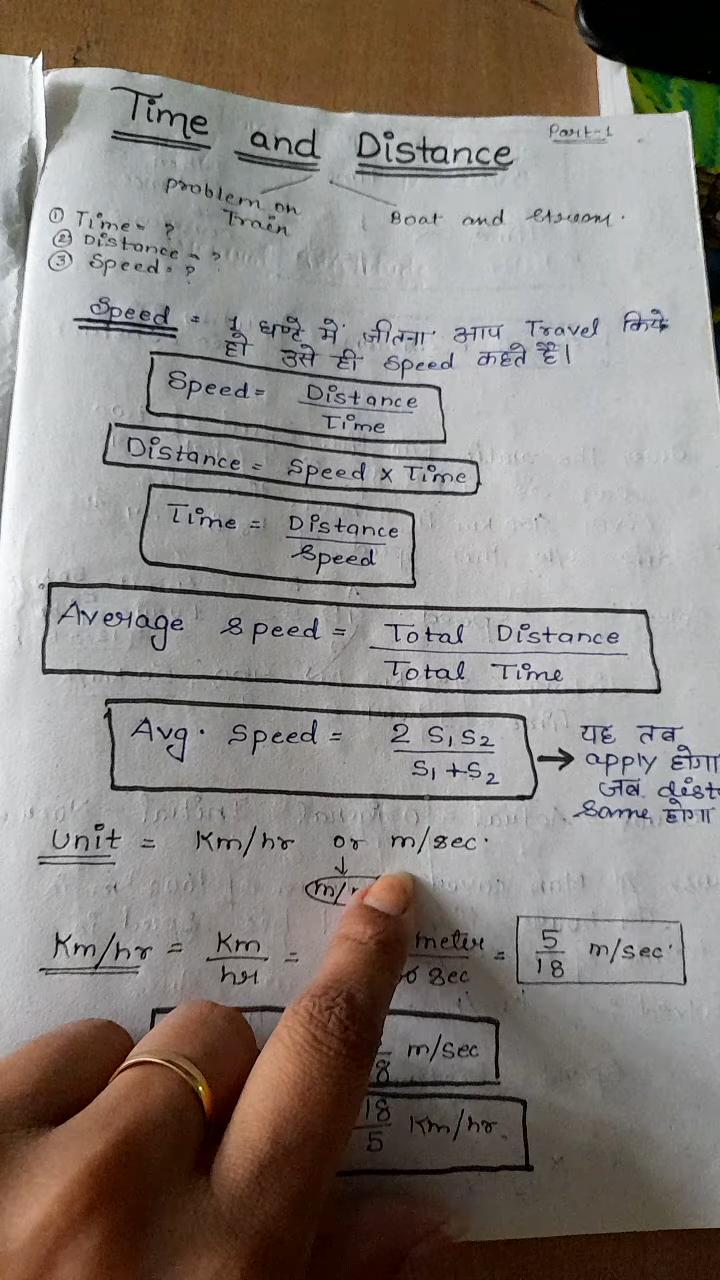 Time and Distance
Part-1
problem on
Train
Boat and stream.
① Time = ?
② Distance = ?
③ Speed = ?
Speed = 1 घण्टे में जीतना आप Travel किये
हो उसे ही speed कहते है।
Speed = Distance / Time
Distance = Speed x Time
Time = Distance / Speed
Average Speed = Total Distance / Total Time
Avg. Speed = 2 S₁ S₂ / S₁ + S₂ → यह तब
apply होगा
जब dist
same होगा
Unit = Km/hr or m/sec.
↓
Km/hr = Km / hr = meter / sec = 5/18 m/sec
m/sec
18/5 Km/hr.